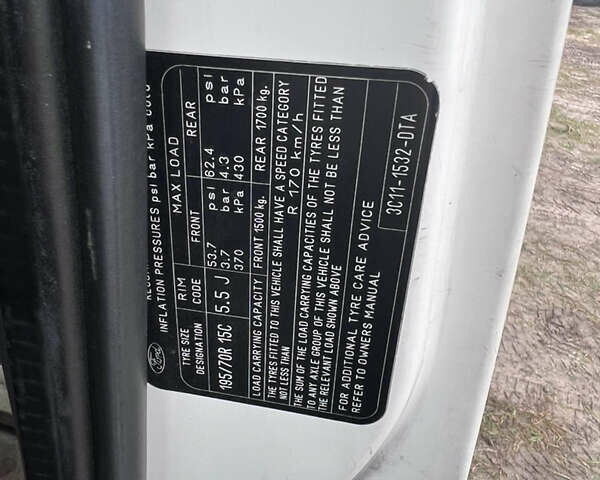 INFLATION PRESSURES psi bar kPa cold
Ford
TYRE SIZE DESIGNATION RIM CODE MAX LOAD
FRONT REAR
195/70R 15C 5.5 J 53.7 psi 62.4 psi
3.7 bar 4.3 bar
370 kPa 430 kPa
LOAD CARRYING CAPACITY FRONT 1500 kg. REAR 1700 kg.
THE TYRES FITTED TO THIS VEHICLE SHALL HAVE A SPEED CATEGORY
NOT LESS THAN R 170 km/h
THE SUM OF THE LOAD CARRYING CAPACITIES OF THE TYRES FITTED
TO ANY AXLE GROUP OF THIS VEHICLE SHALL NOT BE LESS THAN
THE RELEVANT LOAD SHOWN ABOVE
FOR ADDITIONAL TYRE CARE ADVICE
REFER TO OWNERS MANUAL
3C11-1532-DTA